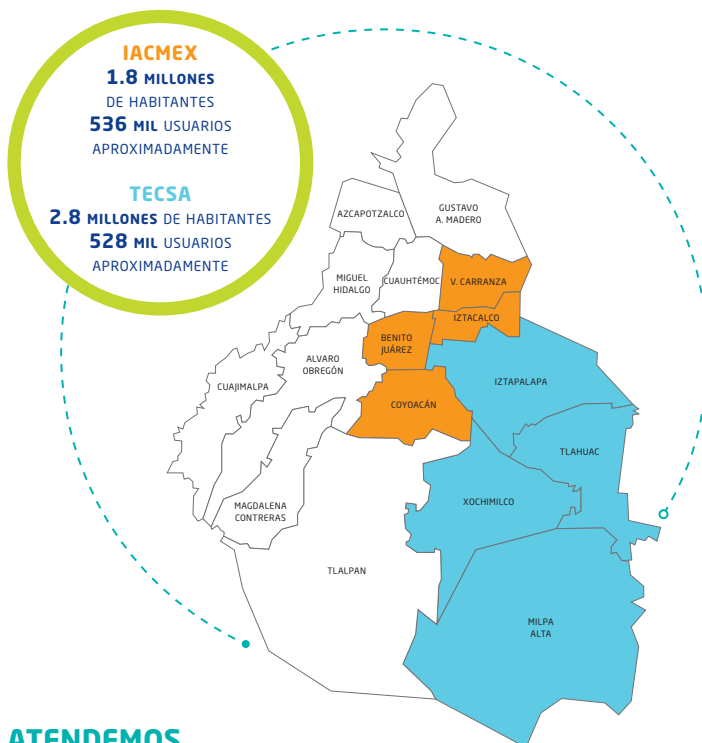 IACMEX
1.8 MILLONES
DE HABITANTES
536 MIL USUARIOS
APROXIMADAMENTE
TECSA
2.8 MILLONES DE HABITANTES
528 MIL USUARIOS
APROXIMADAMENTE
AZCAPOTZALCO
GUSTAVO
A. MADERO
MIGUEL
HIDALGO
CUAUHTÉMOC
V. CARRANZA
IZTACALCO
BENITO
JUÁREZ
ALVARO
OBREGÓN
CUAJIMALPA
IZTAPALAPA
COYOACÁN
TLAHUAC
XOCHIMILCO
MAGDALENA
CONTRERAS
TLALPAN
MILPA
ALTA
ATENDEMOS